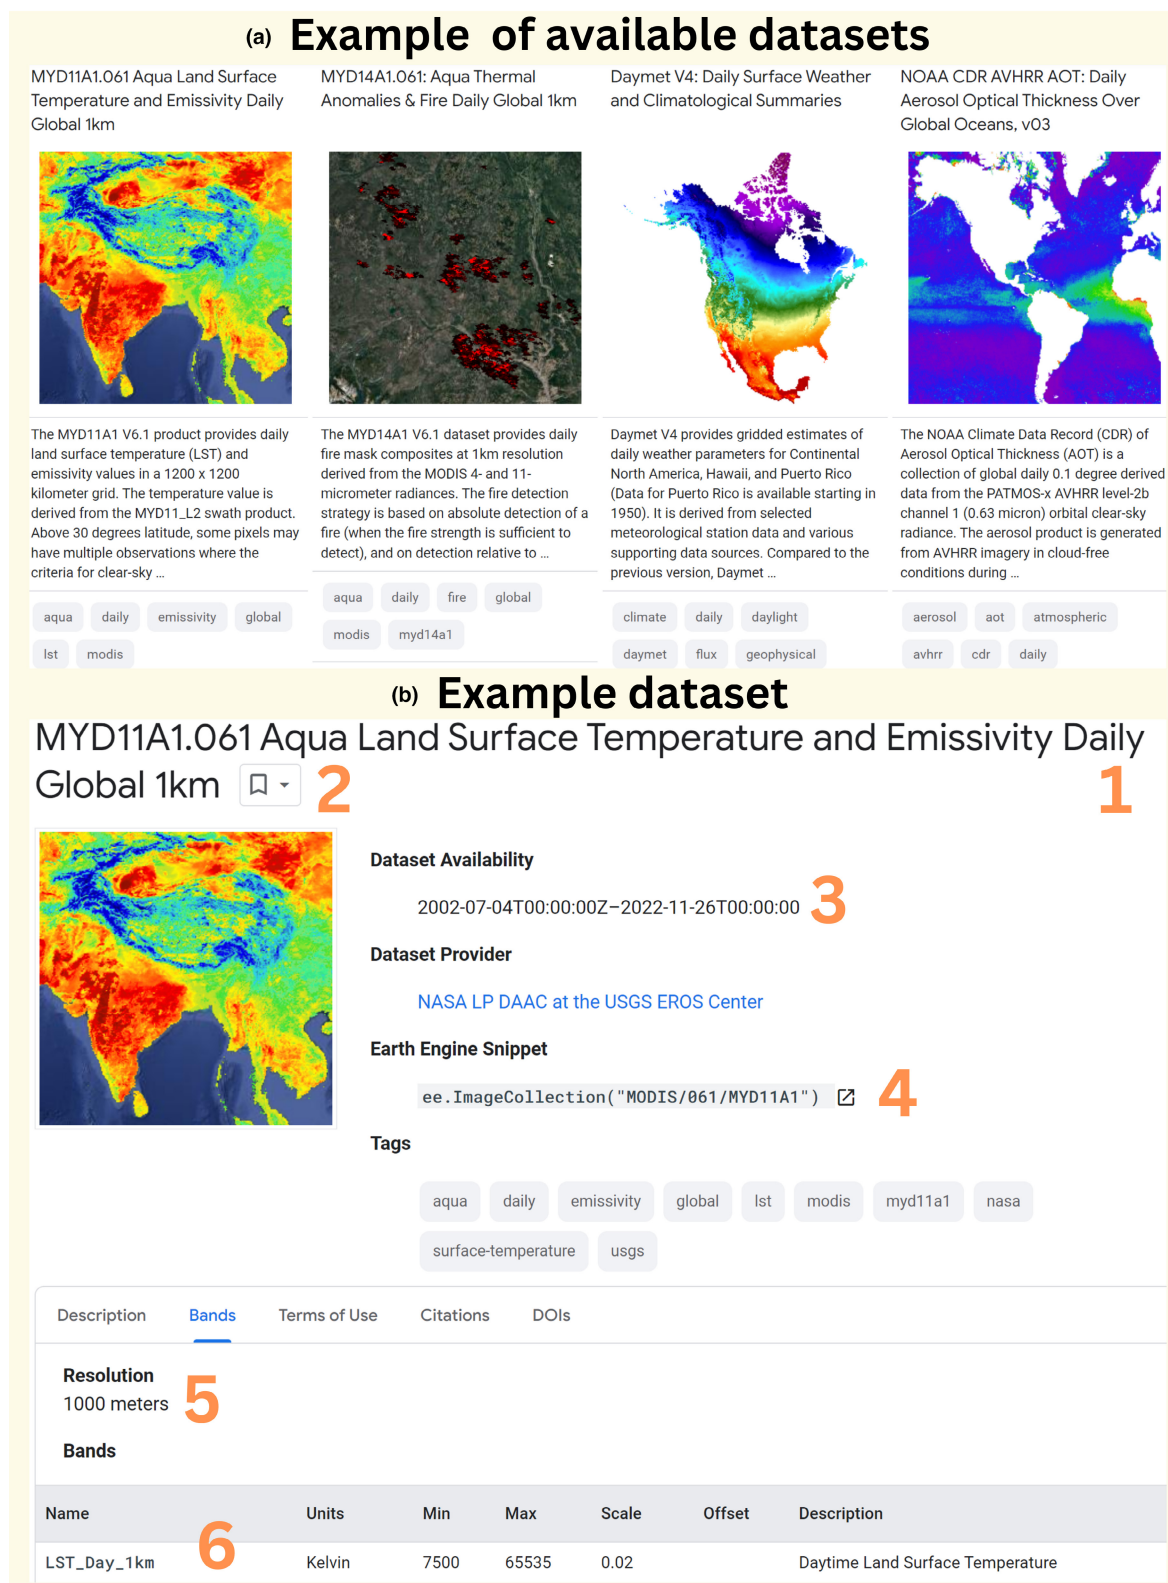 (a) Example of available datasets
MYD11A1.061 Aqua Land Surface
Temperature and Emissivity Daily
Global 1km
The MYD11A1 V6.1 product provides daily
land surface temperature (LST) and
emissivity values in a 1200 x 1200
kilometer grid. The temperature value is
derived from the MYD11_L2 swath product.
Above 30 degrees latitude, some pixels may
have multiple observations where the
criteria for clear-sky ...
aqua daily emissivity global
lst modis
MYD14A1.061: Aqua Thermal
Anomalies & Fire Daily Global 1km
The MYD14A1 V6.1 dataset provides daily
fire mask composites at 1km resolution
derived from the MODIS 4- and 11-
micrometer radiances. The fire detection
strategy is based on absolute detection of a
fire (when the fire strength is sufficient to
detect), and on detection relative to ...
aqua daily fire global
modis myd14a1
Daymet V4: Daily Surface Weather
and Climatological Summaries
Daymet V4 provides gridded estimates of
daily weather parameters for Continental
North America, Hawaii, and Puerto Rico
(Data for Puerto Rico is available starting in
1950). It is derived from selected
meteorological station data and various
supporting data sources. Compared to the
previous version, Daymet ...
climate daily daylight
daymet flux geophysical
NOAA CDR AVHRR AOT: Daily
Aerosol Optical Thickness Over
Global Oceans, v03
The NOAA Climate Data Record (CDR) of
Aerosol Optical Thickness (AOT) is a
collection of global daily 0.1 degree derived
data from the PATMOS-x AVHRR level-2b
channel 1 (0.63 micron) orbital clear-sky
radiance. The aerosol product is generated
from AVHRR imagery in cloud-free
conditions during ...
aerosol aot atmospheric
avhrr cdr daily
(b) Example dataset
MYD11A1.061 Aqua Land Surface Temperature and Emissivity Daily
Global 1km 2 1
Dataset Availability
2002-07-04T00:00:00Z–2022-11-26T00:00:00 3
Dataset Provider
NASA LP DAAC at the USGS EROS Center
Earth Engine Snippet
ee.ImageCollection("MODIS/061/MYD11A1") 4
Tags
aqua daily emissivity global lst modis myd11a1 nasa
surface-temperature usgs
Description Bands Terms of Use Citations DOIs
Resolution
1000 meters 5
Bands
Name Units Min Max Scale Offset Description
6
LST_Day_1km Kelvin 7500 65535 0.02 Daytime Land Surface Temperature